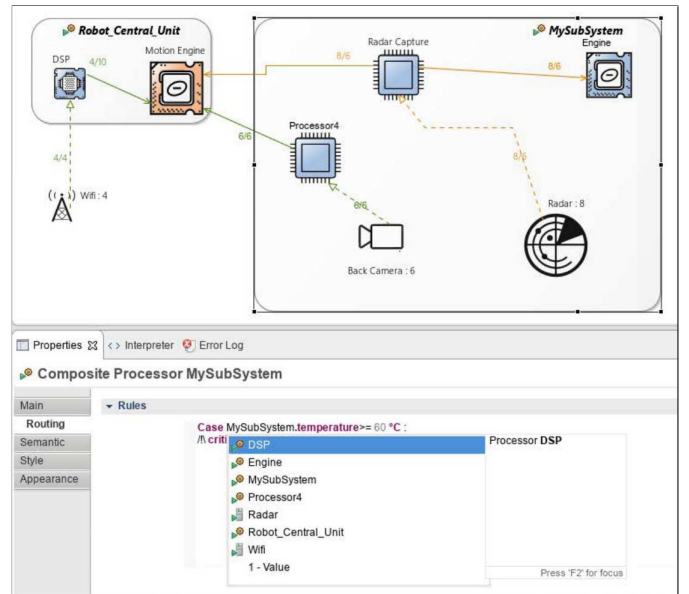 Robot_Central_Unit
MySubSystem
DSP
4/10
Motion Engine
Radar Capture
Engine
8/6
8/6
Processor4
6/6
4/4
8/6
Wifi : 4
6/6
Radar : 8
Back Camera : 6
Properties
Interpreter
Error Log
Composite Processor MySubSystem
Main
Rules
Routing
Case MySubSystem.temperature>= 60 °C :
Semantic
/!\ criti
DSP
Processor DSP
Style
Engine
Appearance
MySubSystem
Processor4
Radar
Robot_Central_Unit
Wifi
1 - Value
Press 'F2' for focus